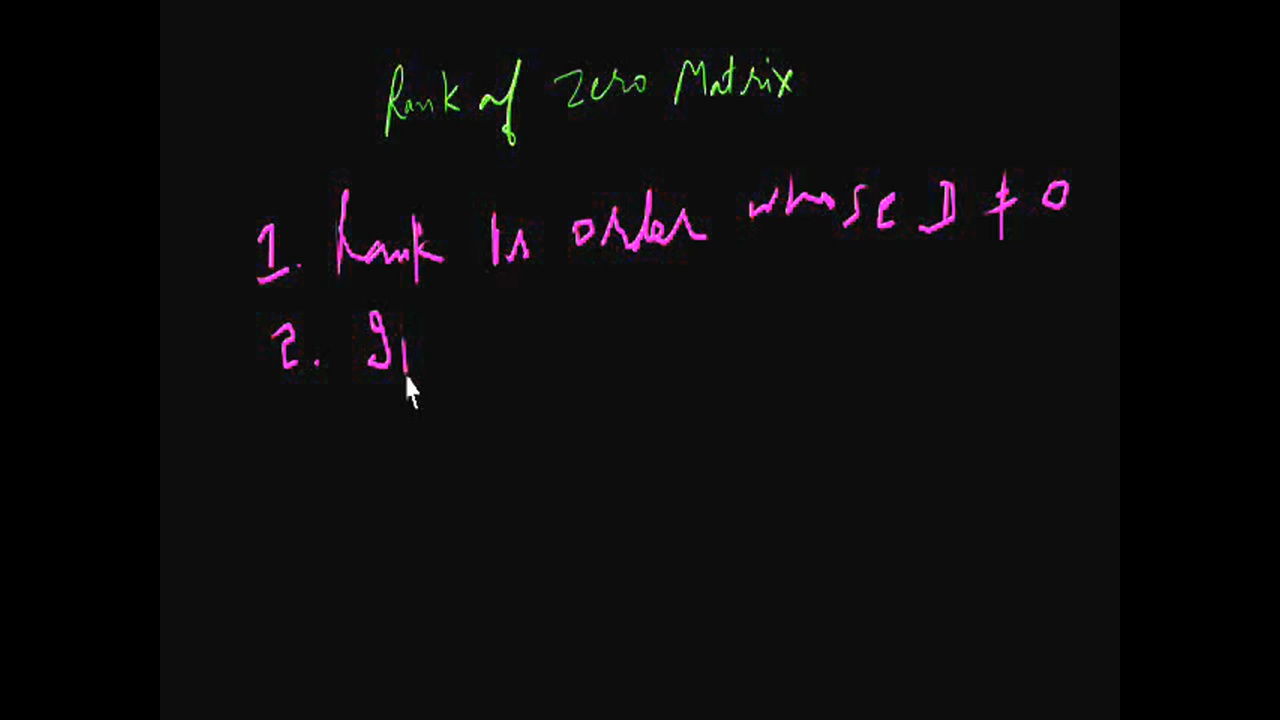 Rank of Zero Matrix
1. Rank is order whose D ≠ 0
2.